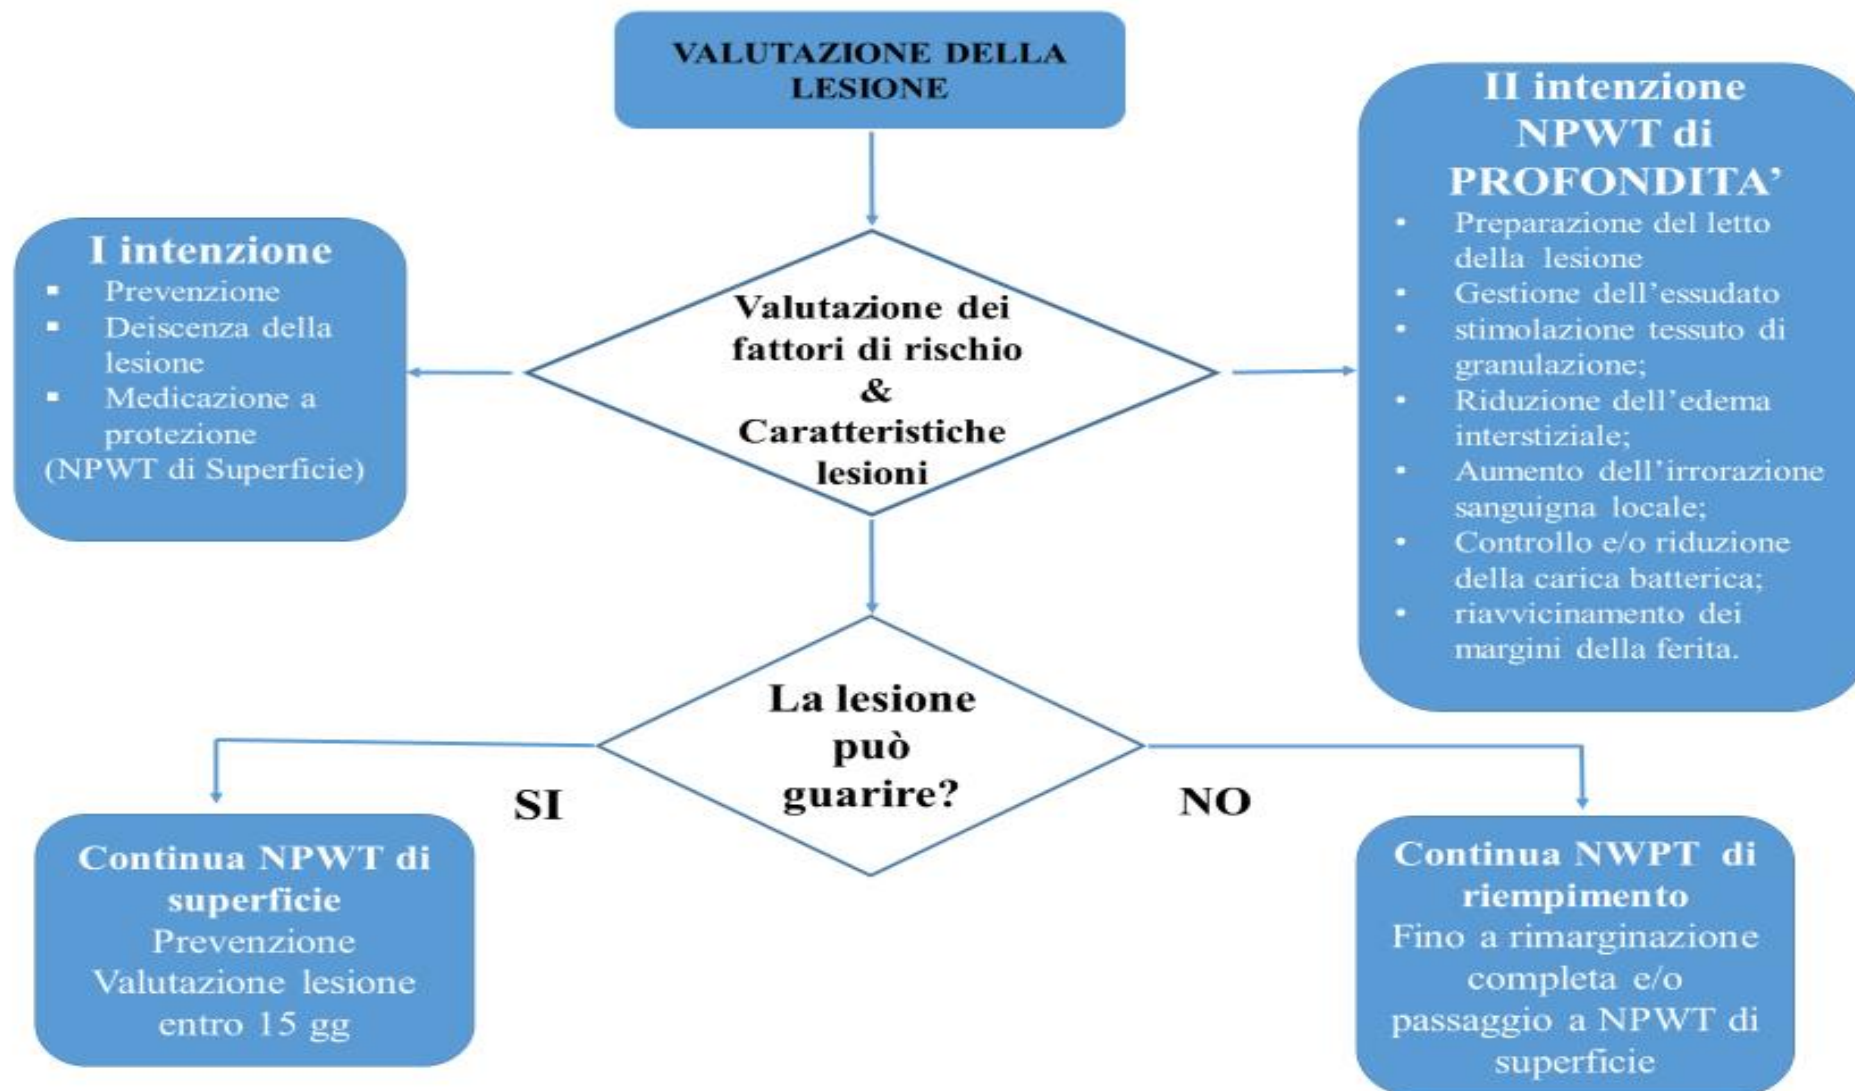 VALUTAZIONE DELLA
LESIONE
I intenzione
▪ Prevenzione
▪ Deiscenza della
lesione
▪ Medicazione a
protezione
(NPWT di Superficie)
Valutazione dei
fattori di rischio
&
Caratteristiche
lesioni
II intenzione
NPWT di
PROFONDITA’
• Preparazione del letto
della lesione
• Gestione dell’essudato
• stimolazione tessuto di
granulazione;
• Riduzione dell’edema
interstiziale;
• Aumento dell’irrorazione
sanguigna locale;
• Controllo e/o riduzione
della carica batterica;
• riavvicinamento dei
margini della ferita.
La lesione
può
guarire?
SI
NO
Continua NPWT di
superficie
Prevenzione
Valutazione lesione
entro 15 gg
Continua NWPT di
riempimento
Fino a rimarginazione
completa e/o
passaggio a NPWT di
superficie